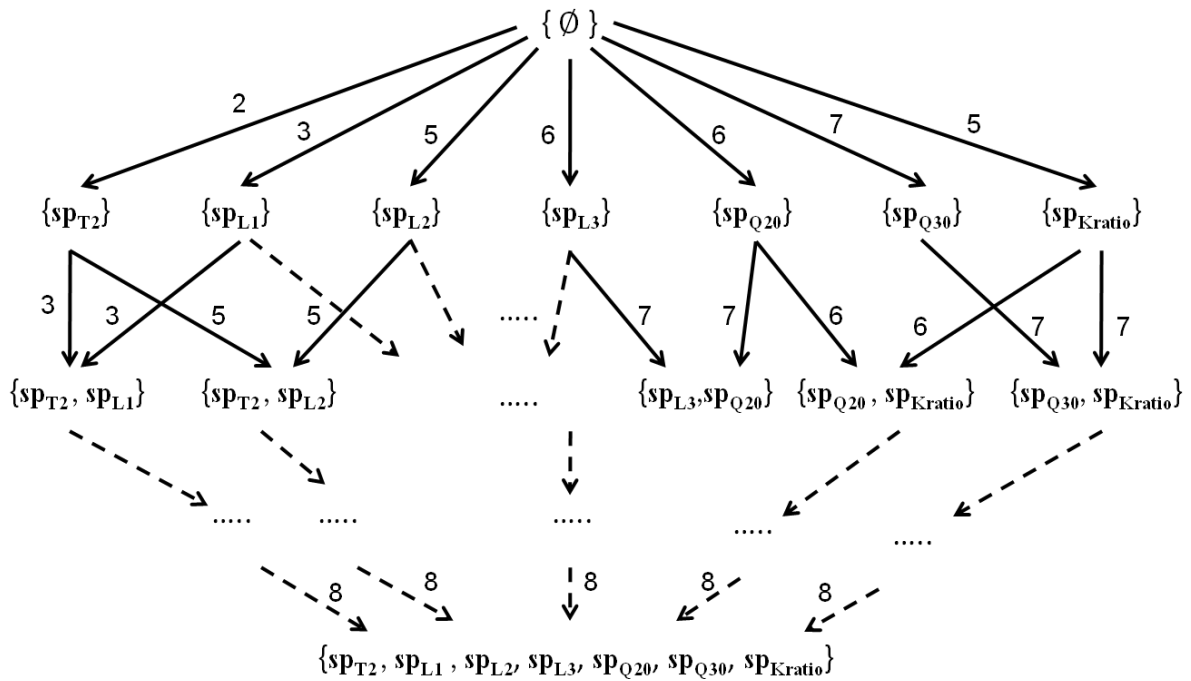 { Ø }
2 3 5 6 6 7 5
{sp_T2} {sp_L1} {sp_L2} {sp_L3} {sp_Q20} {sp_Q30} {sp_Kratio}
3 3 5 5 ..... 7 7 6 6 7 7
{sp_T2, sp_L1} {sp_T2, sp_L2} ..... {sp_L3,sp_Q20} {sp_Q20 , sp_Kratio} {sp_Q30, sp_Kratio}
..... ..... ..... ..... .....
8 8 8 8 8
{sp_T2 , sp_L1 , sp_L2, sp_L3, sp_Q20, sp_Q30, sp_Kratio}